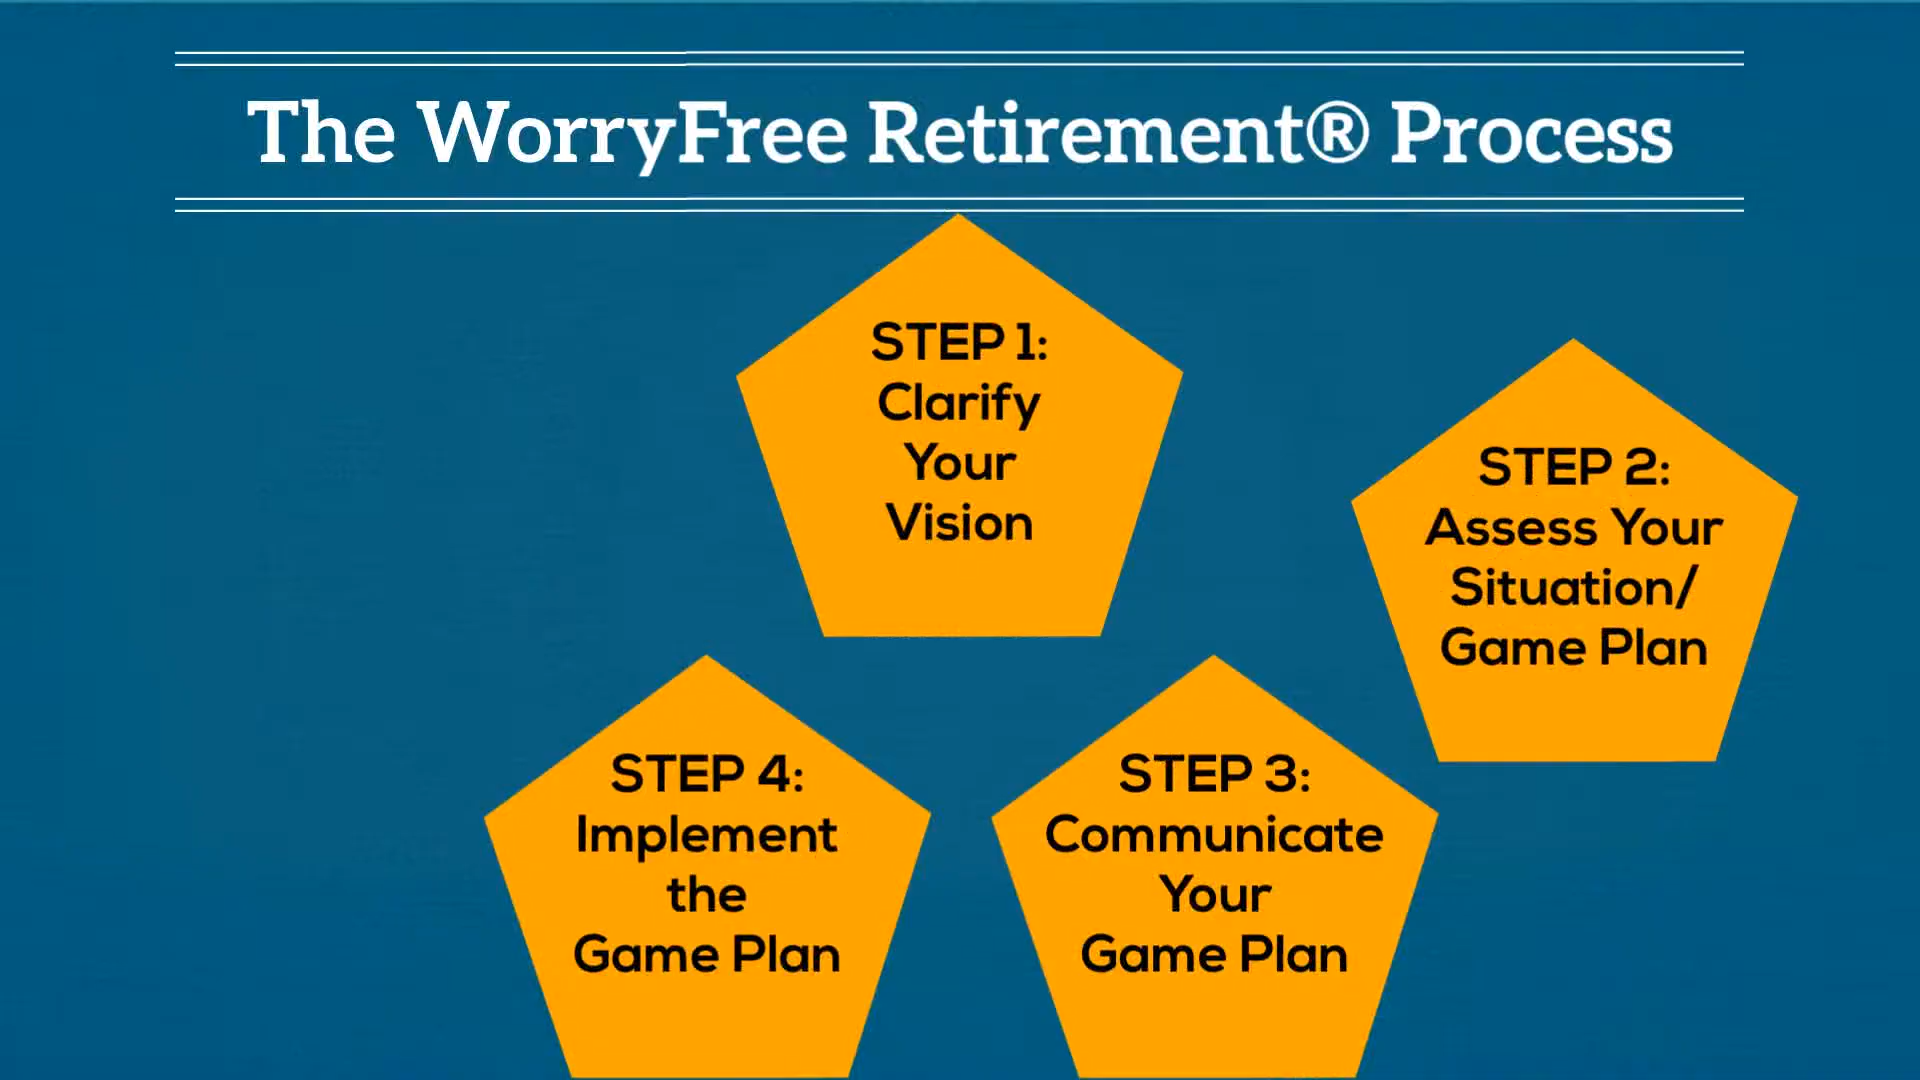 The WorryFree Retirement® Process
STEP 1:
Clarify
Your
Vision
STEP 2:
Assess Your
Situation/
Game Plan
STEP 3:
Communicate
Your
Game Plan
STEP 4:
Implement
the
Game Plan